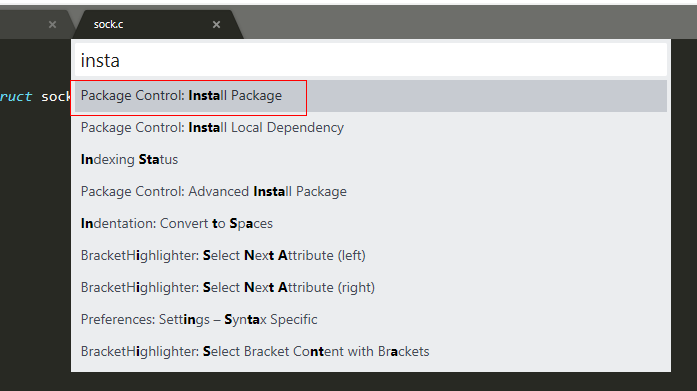 sock.c
insta
ruct sock
Package Control: Install Package
Package Control: Install Local Dependency
Indexing Status
Package Control: Advanced Install Package
Indentation: Convert to Spaces
BracketHighlighter: Select Next Attribute (left)
BracketHighlighter: Select Next Attribute (right)
Preferences: Settings – Syntax Specific
BracketHighlighter: Select Bracket Content with Brackets